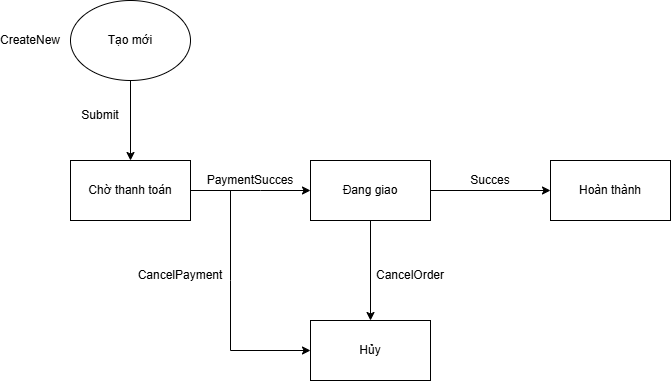 CreateNew
Tạo mới
Submit
Chờ thanh toán
PaymentSucces
Đang giao
Succes
Hoàn thành
CancelPayment
CancelOrder
Hủy